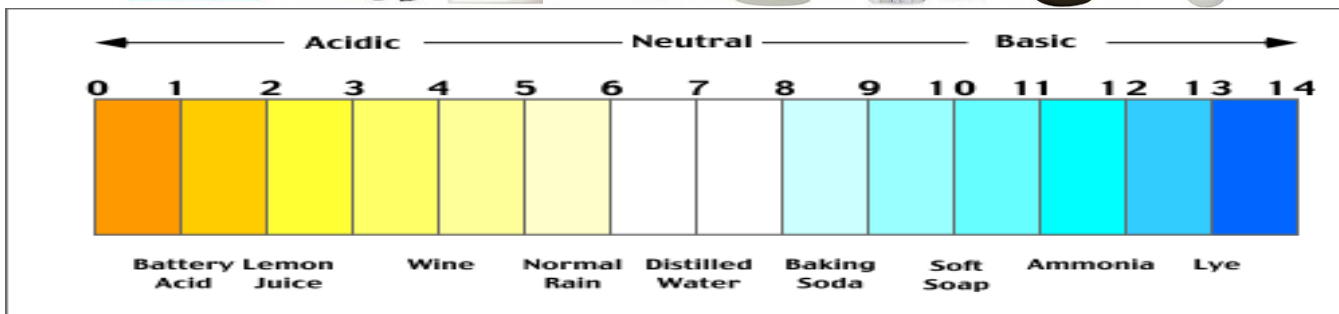 Acidic Neutral Basic
0 1 2 3 4 5 6 7 8 9 10 11 12 13 14
Battery Lemon Wine Normal Distilled Baking Soft Ammonia Lye
Acid Juice Rain Water Soda Soap